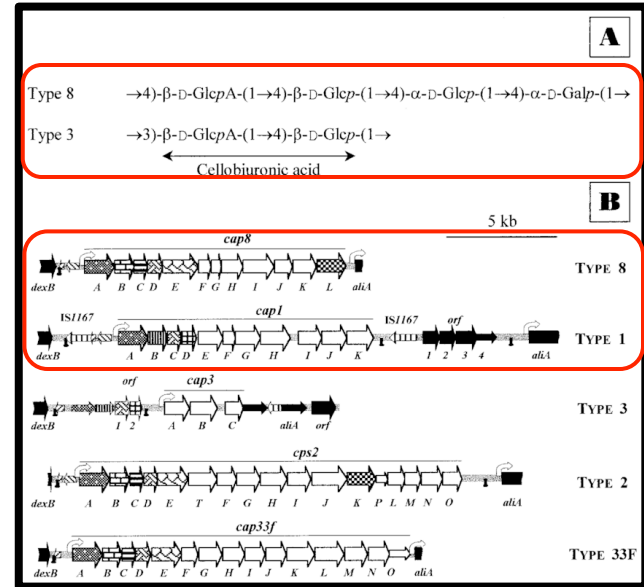 A
Type 8 →4)-β-D-GlcpA-(1→4)-β-D-Glcp-(1→4)-α-D-Glcp-(1→4)-α-D-Galp-(1→
Type 3 →3)-β-D-GlcpA-(1→4)-β-D-Glcp-(1→
Cellobiuronic acid
B
5 kb
cap8
TYPE 8
dexB A B C D E F G H I J K L aliA
cap1
IS1167 IS1167 orf
TYPE 1
dexB A B C D E F G H I J K 1 2 3 4 aliA
orf cap3
TYPE 3
dexB 1 2 A B C aliA orf
cps2
TYPE 2
dexB A B C D E T F G H I J K P L M N O aliA
cap33f
TYPE 33F
dexB A B C D E F G H I J K L M N O aliA